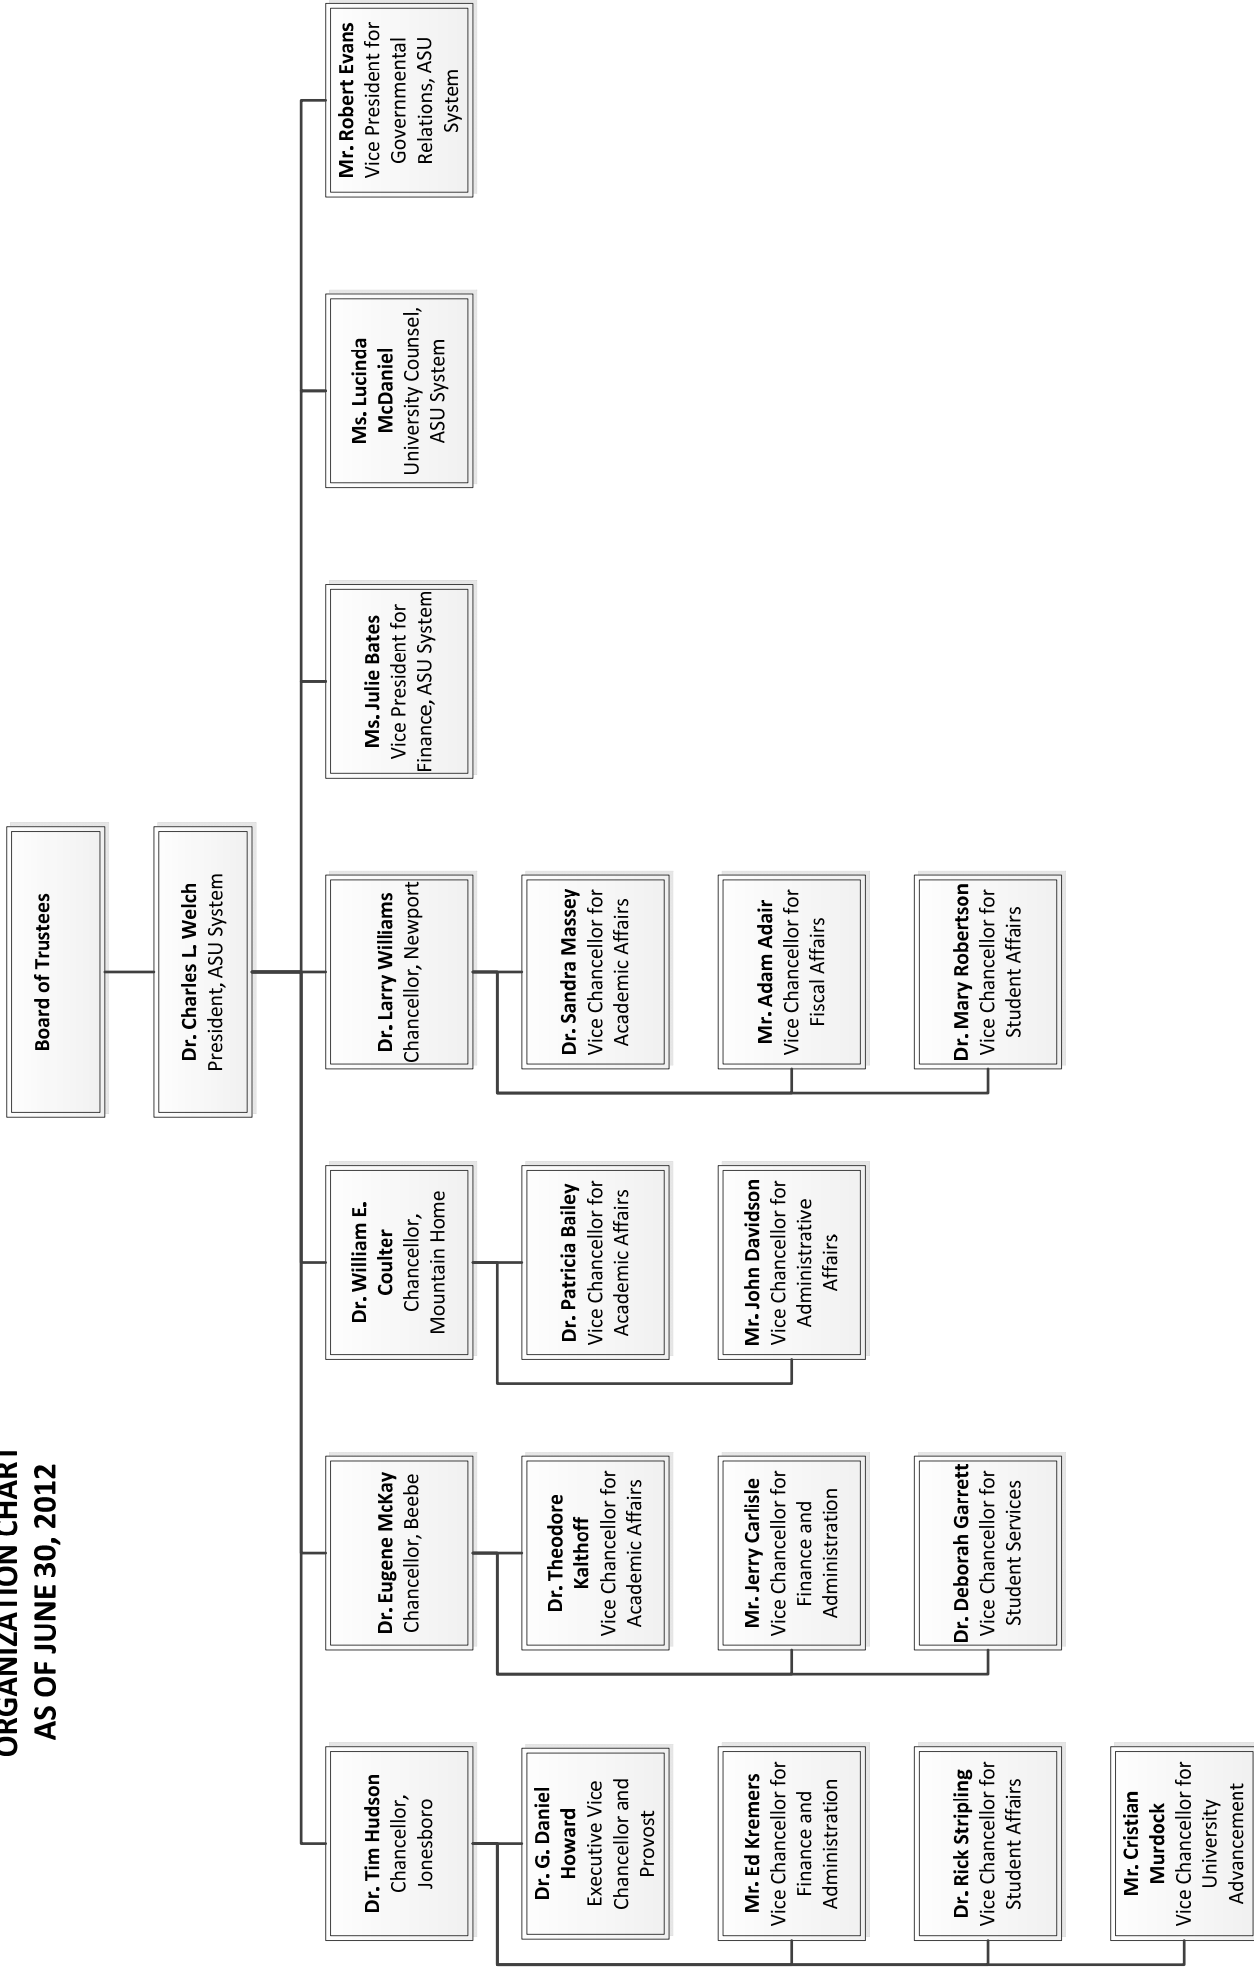 ORGANIZATION CHART
AS OF JUNE 30, 2012
Board of Trustees
Dr. Charles L. Welch
President, ASU System
Dr. Tim Hudson
Chancellor,
Jonesboro
Dr. Eugene McKay
Chancellor, Beebe
Dr. William E.
Coulter
Chancellor,
Mountain Home
Dr. Larry Williams
Chancellor, Newport
Ms. Julie Bates
Vice President for
Finance, ASU System
Ms. Lucinda
McDaniel
University Counsel,
ASU System
Mr. Robert Evans
Vice President for
Governmental
Relations, ASU
System
Dr. G. Daniel
Howard
Executive Vice
Chancellor and
Provost
Dr. Theodore
Kalthoff
Vice Chancellor for
Academic Affairs
Dr. Patricia Bailey
Vice Chancellor for
Academic Affairs
Dr. Sandra Massey
Vice Chancellor for
Academic Affairs
Mr. Ed Kremers
Vice Chancellor for
Finance and
Administration
Mr. Jerry Carlisle
Vice Chancellor for
Finance and
Administration
Mr. John Davidson
Vice Chancellor for
Administrative
Affairs
Mr. Adam Adair
Vice Chancellor for
Fiscal Affairs
Dr. Rick Stripling
Vice Chancellor for
Student Affairs
Dr. Deborah Garrett
Vice Chancellor for
Student Services
Dr. Mary Robertson
Vice Chancellor for
Student Affairs
Mr. Cristian
Murdock
Vice Chancellor for
University
Advancement